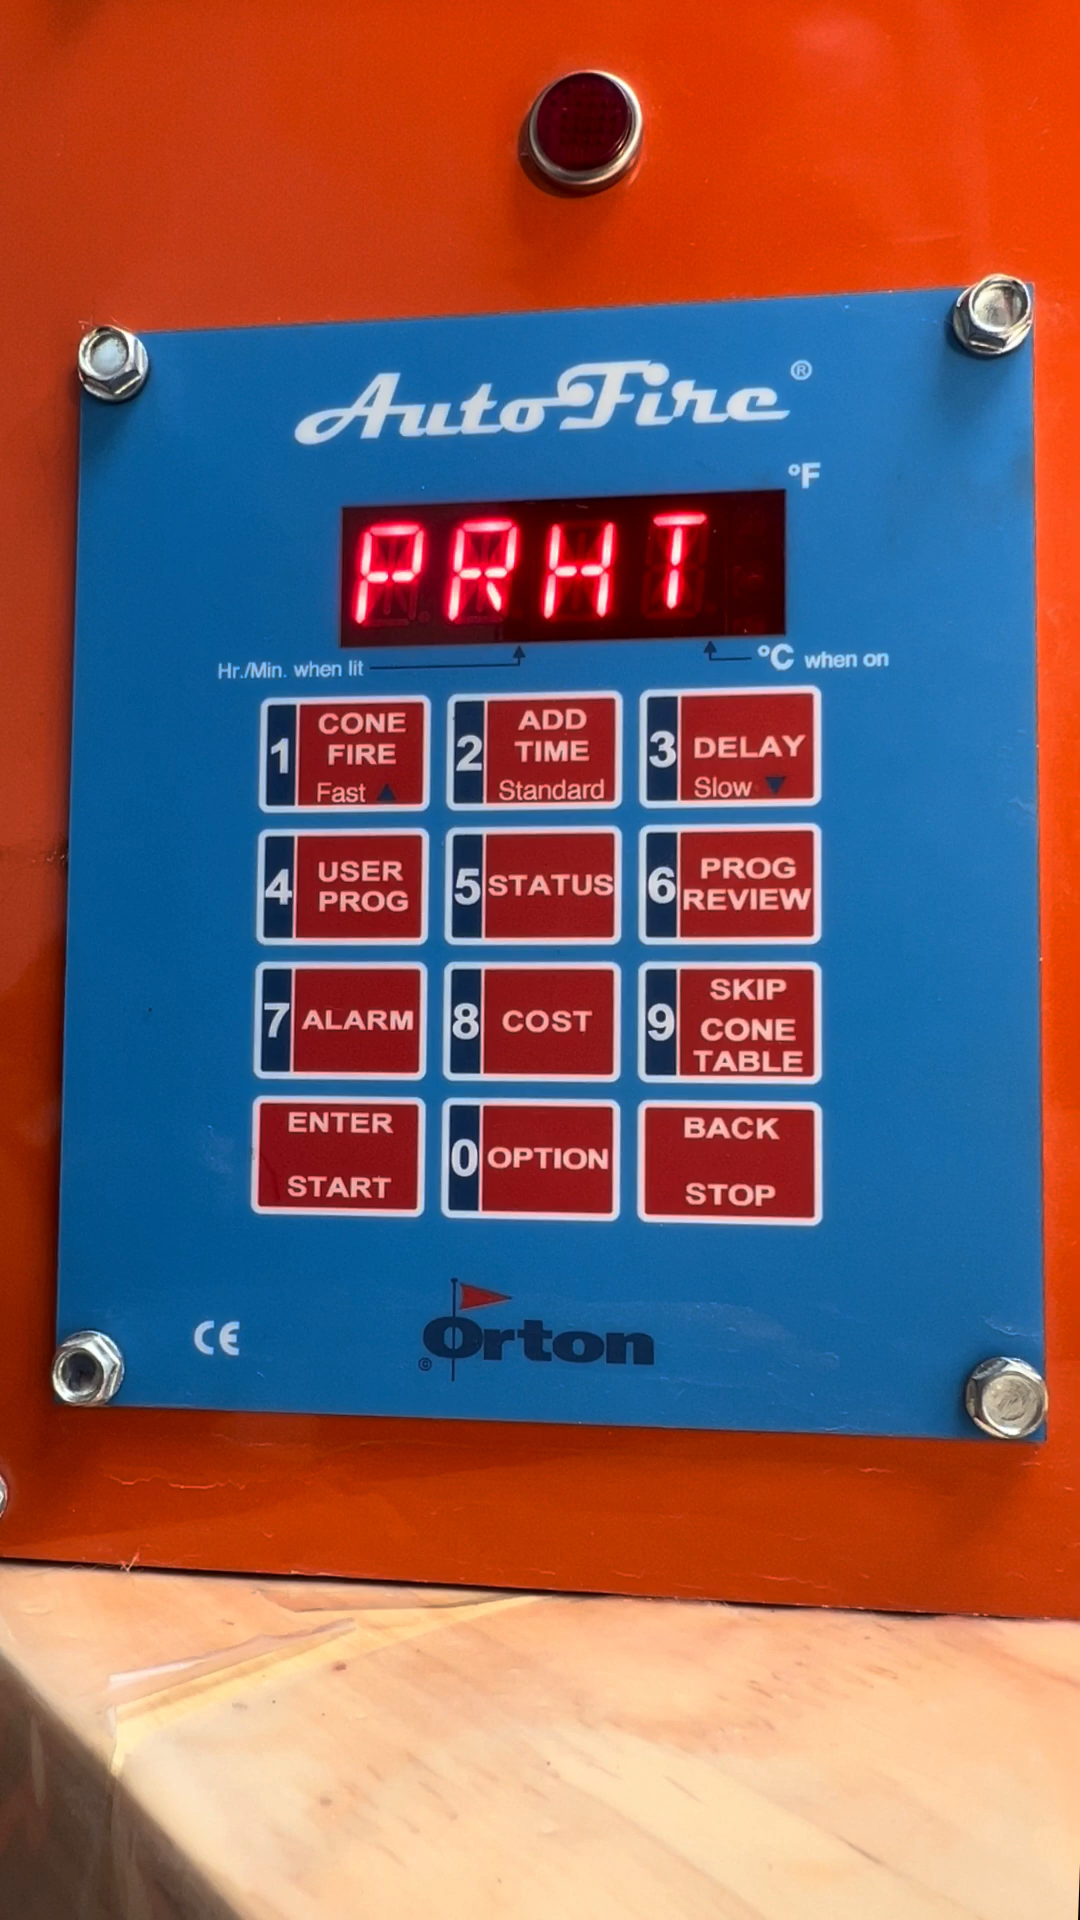 AutoFire®
°F
PRHT
Hr./Min. when lit
°C when on
1 CONE FIRE Fast ▲
2 ADD TIME Standard
3 DELAY Slow ▼
4 USER PROG
5 STATUS
6 PROG REVIEW
7 ALARM
8 COST
9 SKIP CONE TABLE
ENTER START
0 OPTION
BACK STOP
CE
©Orton